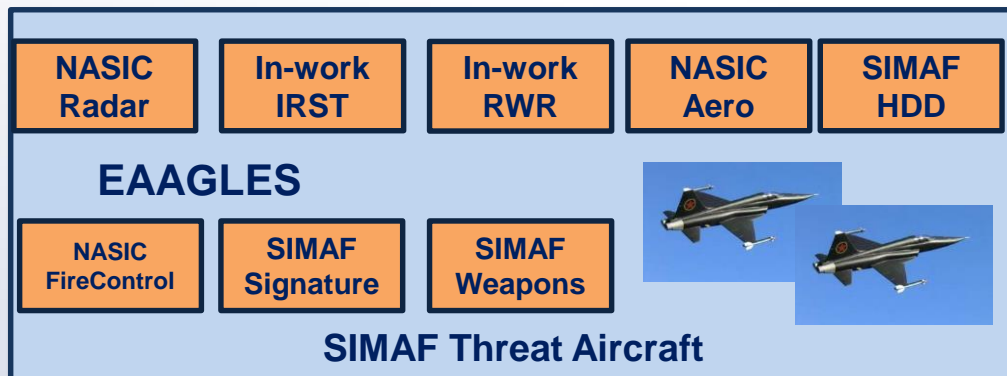 NASIC
Radar
In-work
IRST
In-work
RWR
NASIC
Aero
SIMAF
HDD
EAAGLES
NASIC
FireControl
SIMAF
Signature
SIMAF
Weapons
SIMAF Threat Aircraft